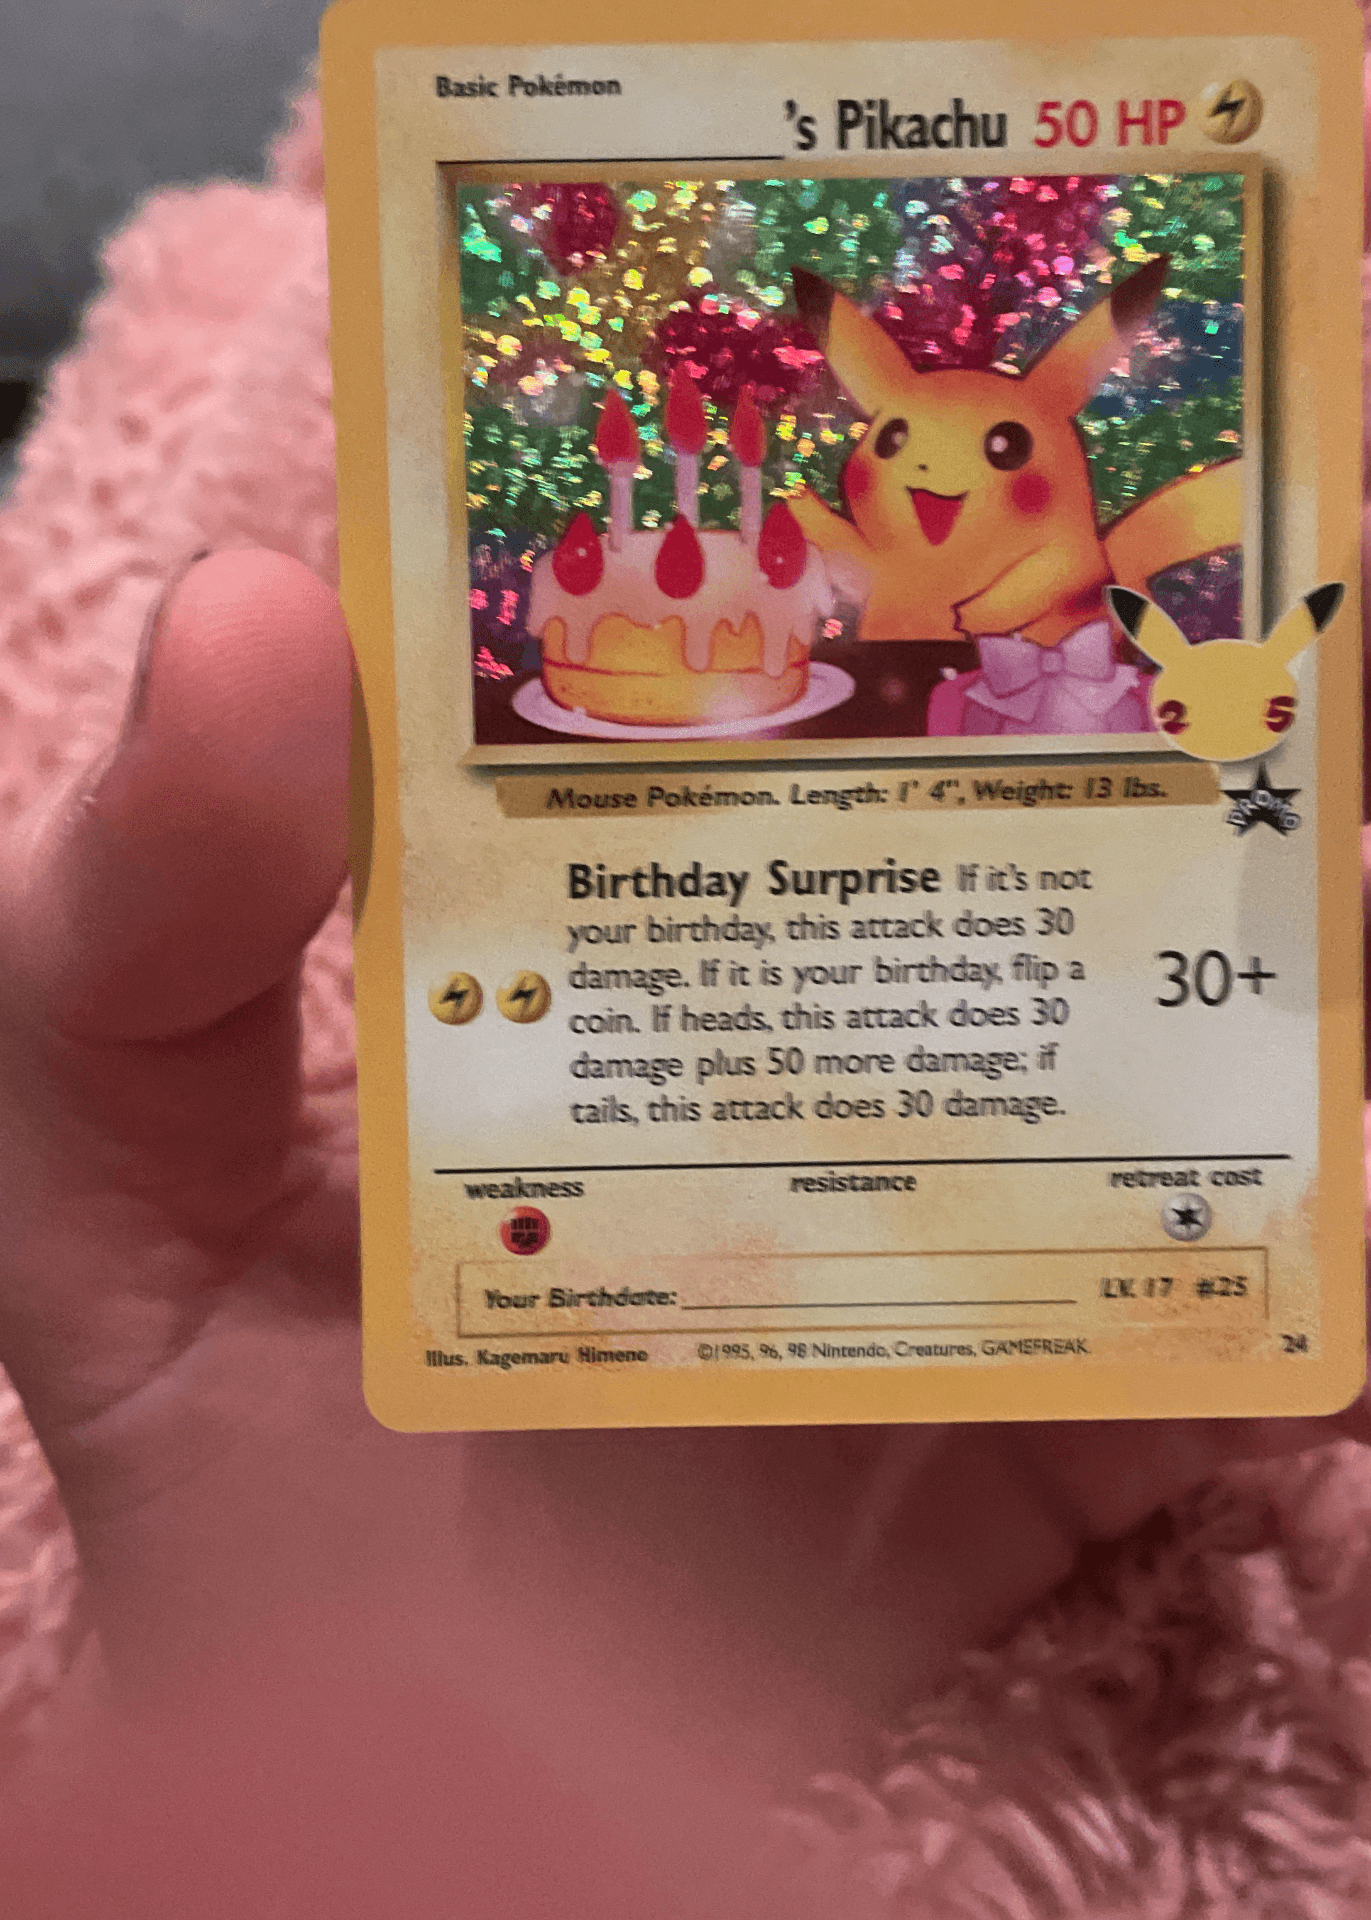 Basic Pokémon
's Pikachu 50 HP
25
PROMO
Mouse Pokémon. Length: 1' 4", Weight: 13 lbs.
Birthday Surprise If it's not
your birthday, this attack does 30
damage. If it is your birthday, flip a
coin. If heads, this attack does 30
damage plus 50 more damage; if
tails, this attack does 30 damage.
30+
weakness resistance retreat cost
Your Birthdate: LV. 17 #25
Illus. Kagemaru Himeno ©1995, 96, 98 Nintendo, Creatures, GAMEFREAK. 24